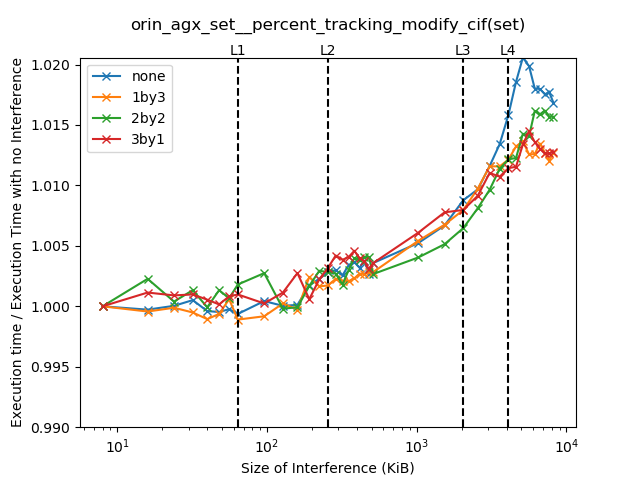 orin_agx_set__percent_tracking_modify_cif(set)
L1 L2 L3 L4
Execution time / Execution Time with no Interference
1.020
1.015
1.010
1.005
1.000
0.995
0.990
none
1by3
2by2
3by1
10¹ 10² 10³ 10⁴
Size of Interference (KiB)